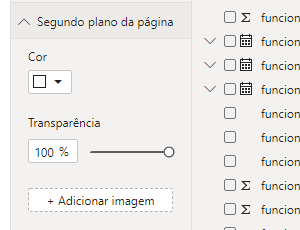 Segundo plano da página
Cor
Transparência
100 %
+ Adicionar imagem
Σ funcion
funcion
funcion
funcion
funcion
funcion
funcion
Σ funcion
Σ funcion
funcion